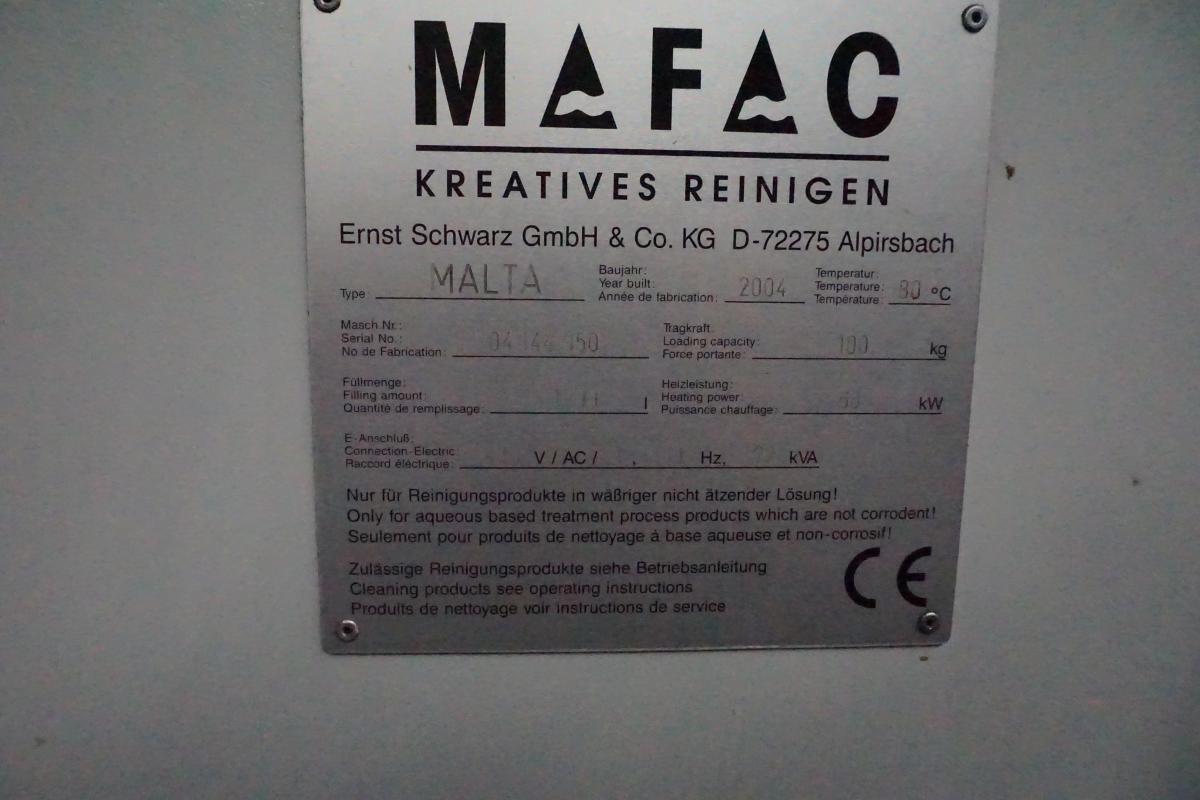 MAFAC
KREATIVES REINIGEN
Ernst Schwarz GmbH & Co. KG D-72275 Alpirsbach
Type: MALTA
Baujahr:
Year built:
Année de fabrication: 2004
Temperatur:
Temperature:
Température: °C
Masch Nr.:
Serial No.:
No de Fabrication:
Tragkraft:
Loading capacity:
Force portante: 100 kg
Füllmenge:
Filling amount:
Quantité de remplissage: l
Heizleistung:
Heating power:
Puissance chauffage: kW
E-Anschluß:
Connection-Electric:
Raccord éléctrique: V / AC / , Hz, kVA
Nur für Reinigungsprodukte in wäßriger nicht ätzender Lösung!
Only for aqueous based treatment process products which are not corrodent!
Seulement pour produits de nettoyage à base aqueuse et non-corrosif!
Zulässige Reinigungsprodukte siehe Betriebsanleitung
Cleaning products see operating instructions
Produits de nettoyage voir instructions de service
CE